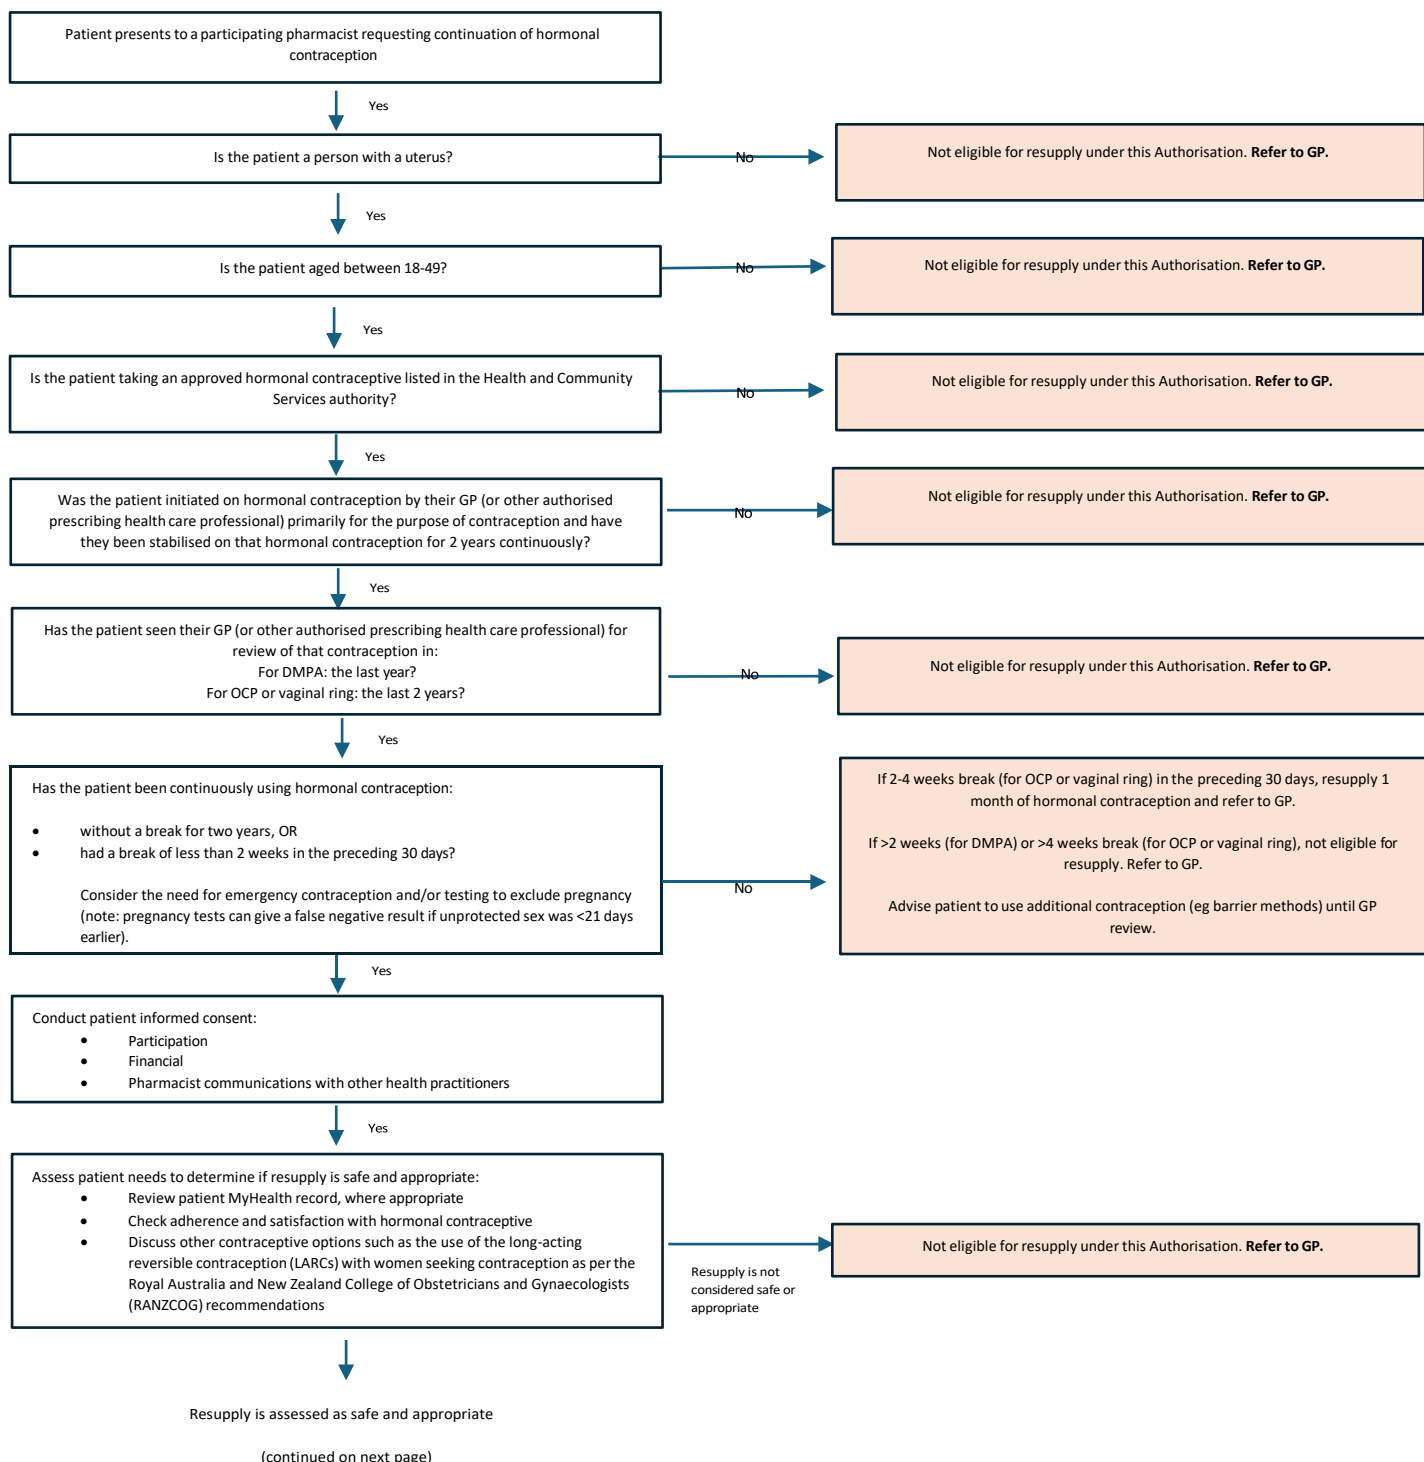 Patient presents to a participating pharmacist requesting continuation of hormonal
contraception
Yes
Is the patient a person with a uterus?
No
Not eligible for resupply under this Authorisation. Refer to GP.
Yes
Is the patient aged between 18-49?
No
Not eligible for resupply under this Authorisation. Refer to GP.
Yes
Is the patient taking an approved hormonal contraceptive listed in the Health and Community
Services authority?
No
Not eligible for resupply under this Authorisation. Refer to GP.
Yes
Was the patient initiated on hormonal contraception by their GP (or other authorised
prescribing health care professional) primarily for the purpose of contraception and have
they been stabilised on that hormonal contraception for 2 years continuously?
No
Not eligible for resupply under this Authorisation. Refer to GP.
Yes
Has the patient seen their GP (or other authorised prescribing health care professional) for
review of that contraception in:
For DMPA: the last year?
For OCP or vaginal ring: the last 2 years?
No
Not eligible for resupply under this Authorisation. Refer to GP.
Yes
Has the patient been continuously using hormonal contraception:
• without a break for two years, OR
• had a break of less than 2 weeks in the preceding 30 days?
Consider the need for emergency contraception and/or testing to exclude pregnancy
(note: pregnancy tests can give a false negative result if unprotected sex was <21 days
earlier).
No
If 2-4 weeks break (for OCP or vaginal ring) in the preceding 30 days, resupply 1
month of hormonal contraception and refer to GP.
If >2 weeks (for DMPA) or >4 weeks break (for OCP or vaginal ring), not eligible for
resupply. Refer to GP.
Advise patient to use additional contraception (eg barrier methods) until GP
review.
Yes
Conduct patient informed consent:
• Participation
• Financial
• Pharmacist communications with other health practitioners
Yes
Assess patient needs to determine if resupply is safe and appropriate:
• Review patient MyHealth record, where appropriate
• Check adherence and satisfaction with hormonal contraceptive
• Discuss other contraceptive options such as the use of the long-acting
reversible contraception (LARCs) with women seeking contraception as per the
Royal Australia and New Zealand College of Obstetricians and Gynaecologists
(RANZCOG) recommendations
Resupply is not
considered safe or
appropriate
Not eligible for resupply under this Authorisation. Refer to GP.
Resupply is assessed as safe and appropriate
(continued on next page)